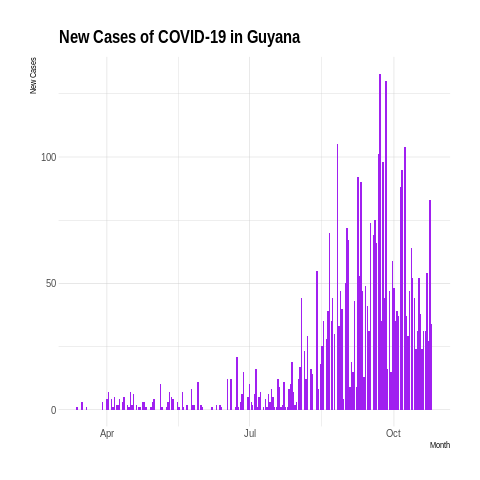 New Cases of COVID-19 in Guyana
New Cases
100
50
0
Apr Jul Oct
Month